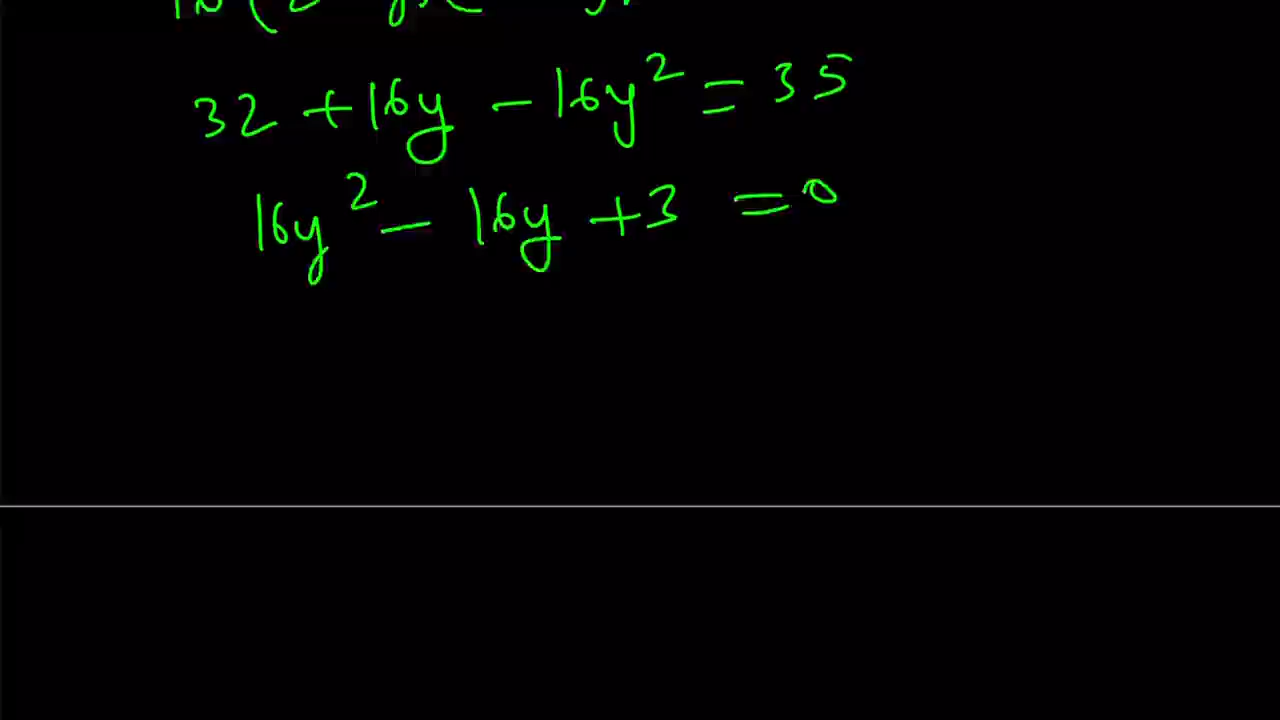 32 + 16y - 16y² = 35
16y² - 16y + 3 = 0